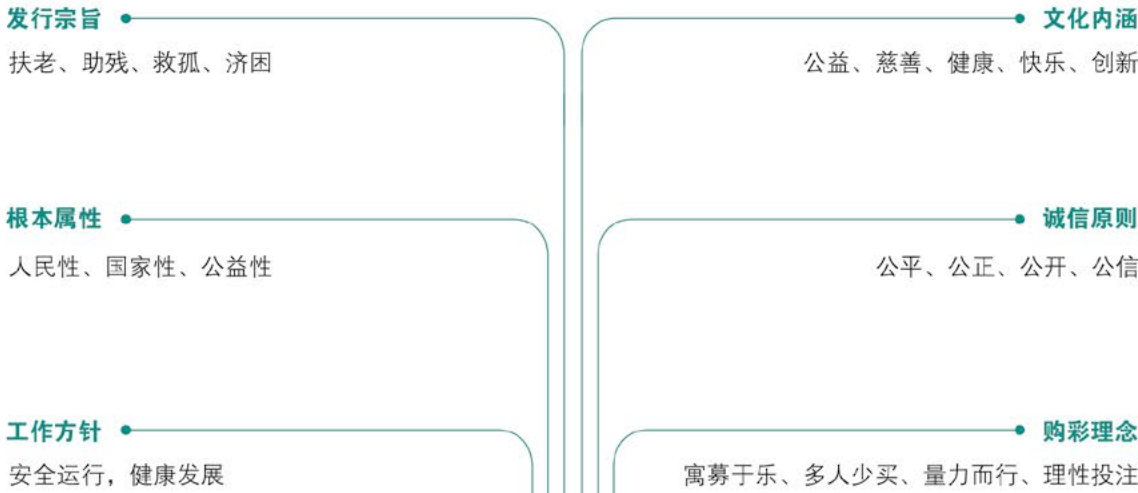 发行宗旨
扶老、助残、救孤、济困
文化内涵
公益、慈善、健康、快乐、创新
根本属性
人民性、国家性、公益性
诚信原则
公平、公正、公开、公信
工作方针
安全运行，健康发展
购彩理念
寓募于乐、多人少买、量力而行、理性投注